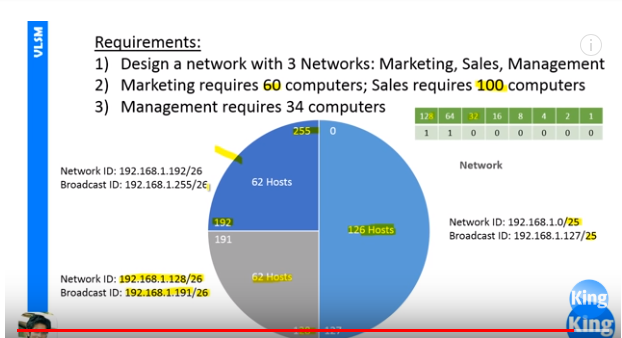 VLSM
Requirements:
1) Design a network with 3 Networks: Marketing, Sales, Management
2) Marketing requires 60 computers; Sales requires 100 computers
3) Management requires 34 computers
128 64 32 16 8 4 2 1
1 1 0 0 0 0 0 0
Network
255 0
Network ID: 192.168.1.192/26
Broadcast ID: 192.168.1.255/26
62 Hosts
192
191
126 Hosts
Network ID: 192.168.1.0/25
Broadcast ID: 192.168.1.127/25
Network ID: 192.168.1.128/26
Broadcast ID: 192.168.1.191/26
62 Hosts
128 127
King
King